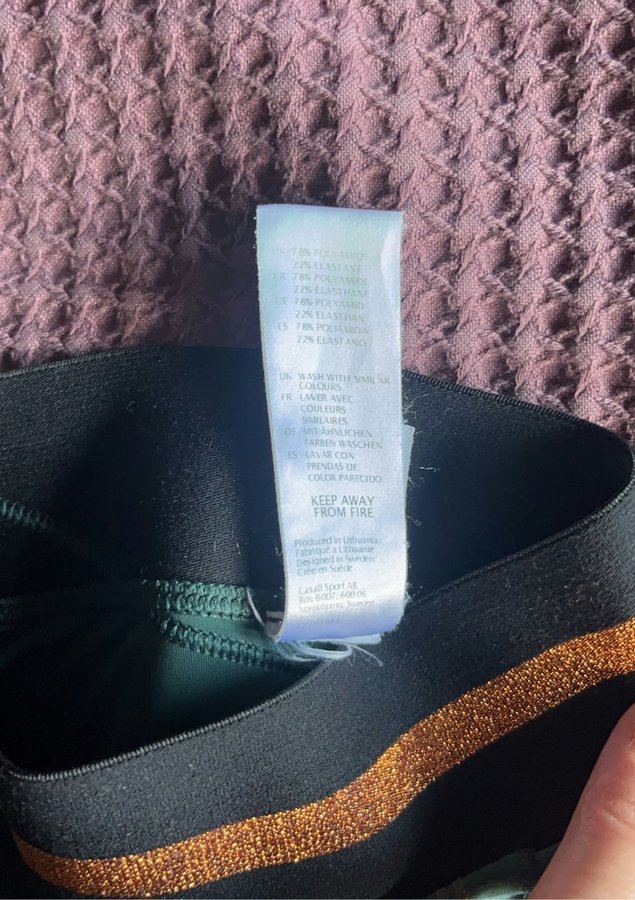 UK 78% POLYAMIDE
22% ELASTANE
FR 78% POLYAMIDE
22% ÉLASTHANE
DE 78% POLYAMID
22% ELASTHAN
ES 78% POLIAMIDA
22% ELASTANO
UK WASH WITH SIMILAR
COLOURS
FR LAVER AVEC
COULEURS
SIMILAIRES
DE MIT ÄHNLICHEN
FARBEN WASCHEN
ES LAVAR CON
PRENDAS DE
COLOR PARECIDO
KEEP AWAY
FROM FIRE
Produced in Lithuania
Fabriqué a Lithuanie
Designed in Sweden
Crée en Suéde
Casall Sport AB
Box 6007, 600 06
Norrköping, Sweden